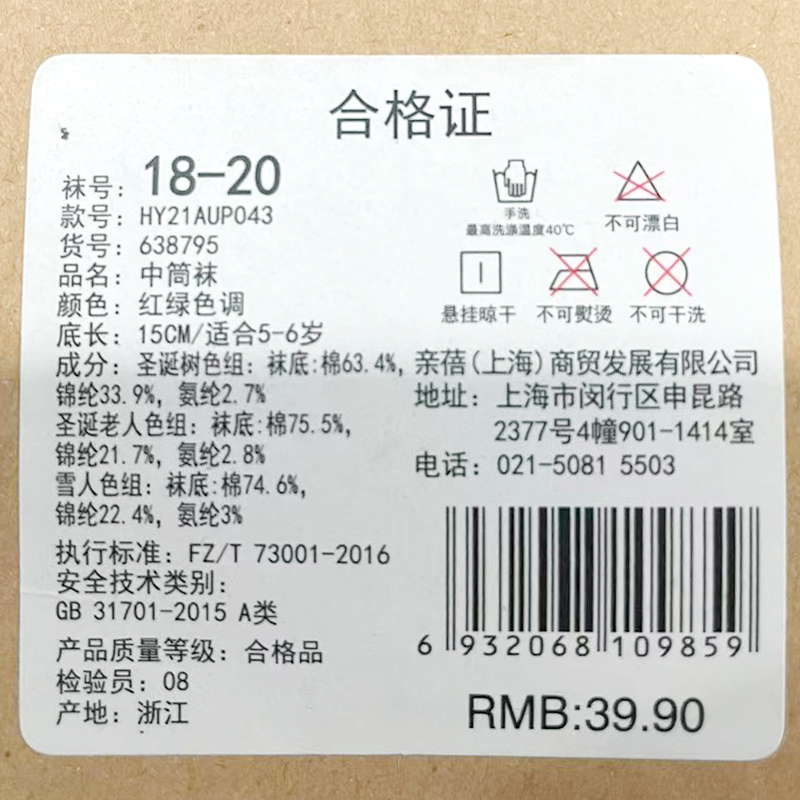 合格证
袜号：18-20
款号：HY21AUP043
货号：638795
品名：中筒袜
颜色：红绿色调
底长：15CM/适合5-6岁
成分：圣诞树色组：袜底:棉63.4%,
锦纶33.9%，氨纶2.7%
圣诞老人色组：袜底:棉75.5%,
锦纶21.7%，氨纶2.8%
雪人色组：袜底:棉74.6%,
锦纶22.4%，氨纶3%
执行标准：FZ/T 73001-2016
安全技术类别：
GB 31701-2015 A类
产品质量等级：合格品
检验员：08
产地：浙江
手洗
最高洗涤温度40℃
不可漂白
悬挂晾干 不可熨烫 不可干洗
亲蓓(上海)商贸发展有限公司
地址：上海市闵行区申昆路
2377号4幢901-1414室
电话：021-5081 5503
6 932068 109859
RMB:39.90